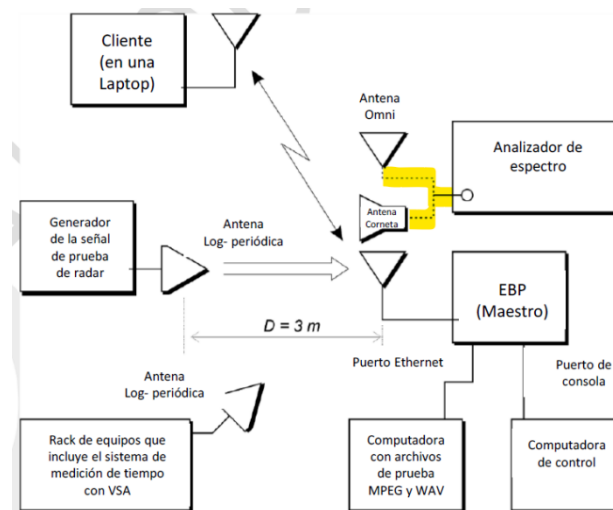 Cliente
(en una
Laptop)
Antena
Omni
Analizador de
espectro
Antena
Corneta
Generador
de la señal
de prueba
de radar
Antena
Log- periódica
D = 3 m
EBP
(Maestro)
Puerto Ethernet
Puerto de
consola
Antena
Log- periódica
Rack de equipos que
incluye el sistema de
medición de tiempo
con VSA
Computadora
con archivos
de prueba
MPEG y WAV
Computadora
de control